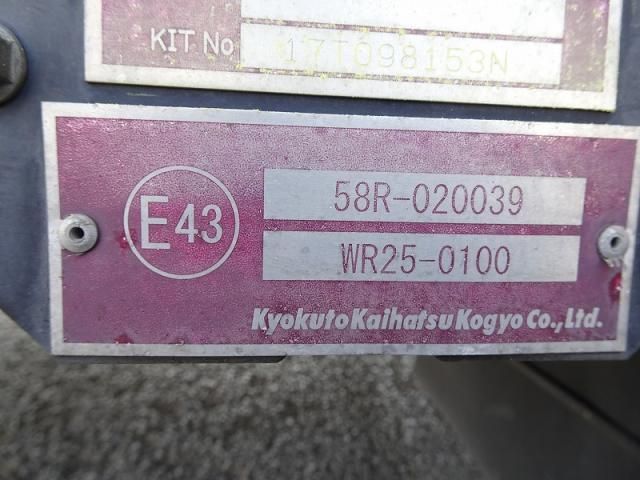 KIT No 17T098153N
E43
58R-020039
WR25-0100
Kyokuto Kaihatsu Kogyo Co., Ltd.